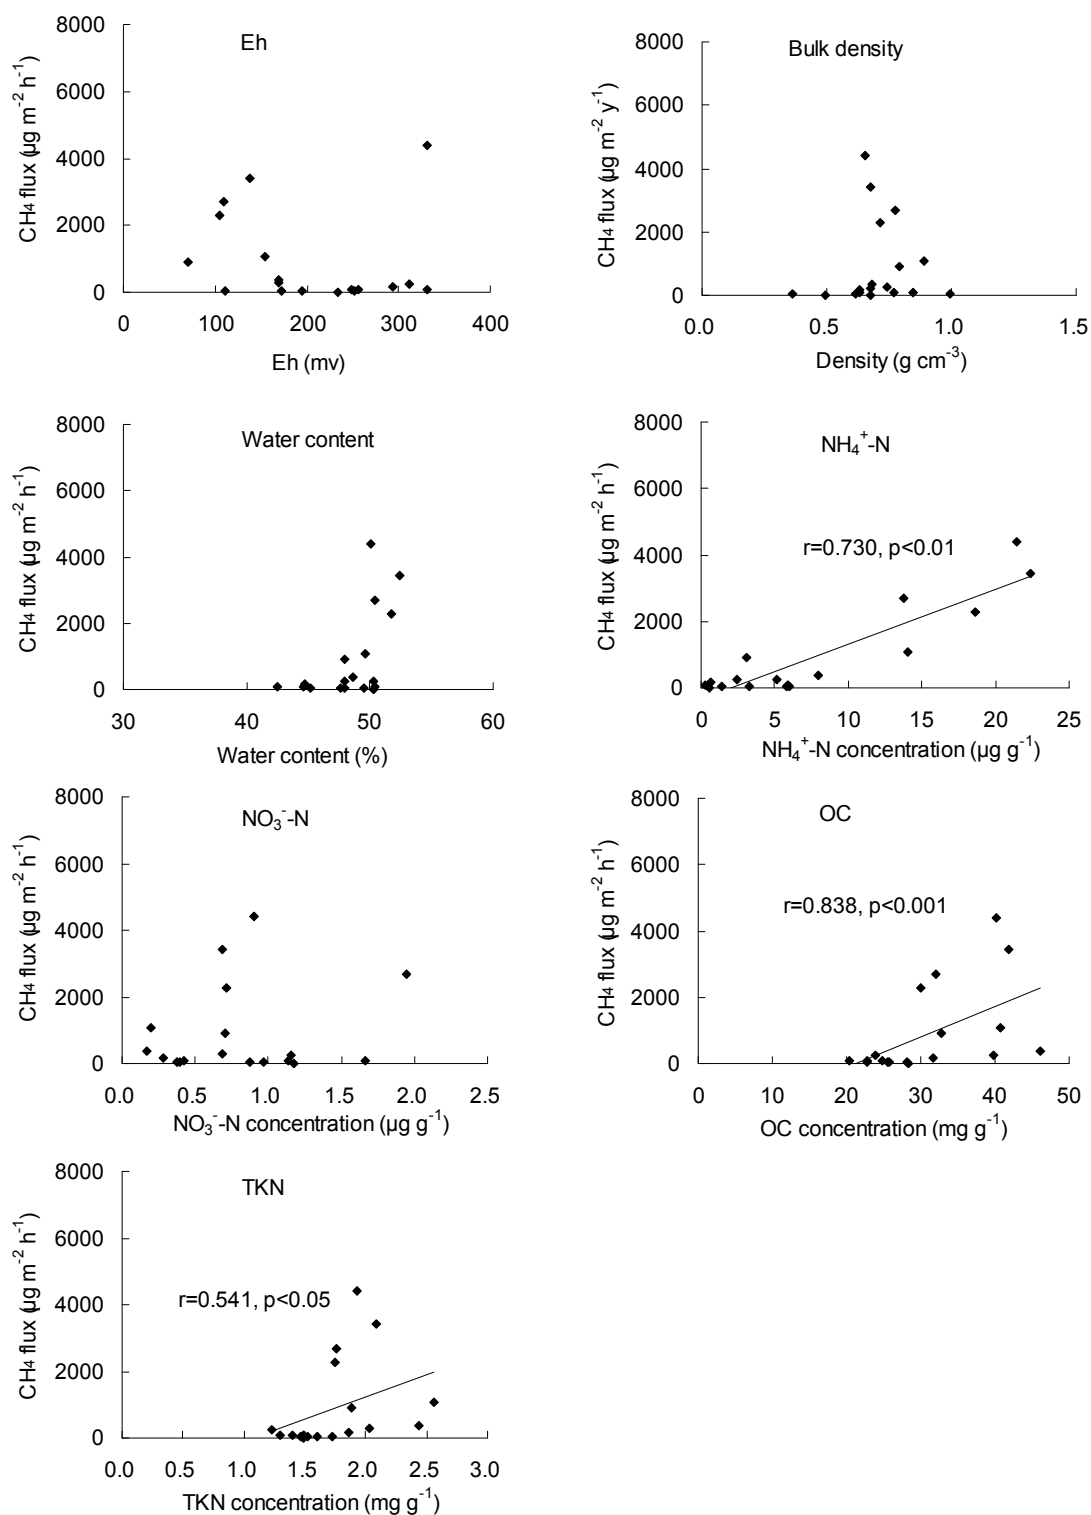 Eh
8000
6000
4000
2000
0
CH4 flux (µg m-2 h-1)
0 100 200 300 400
Eh (mv)
Bulk density
8000
6000
4000
2000
0
CH4 flux (µg m-2 y-1)
0.0 0.5 1.0 1.5
Density (g cm-3)
Water content
8000
6000
4000
2000
0
CH4 flux (µg m-2 h-1)
30 40 50 60
Water content (%)
NH4+-N
8000
6000
4000
2000
0
CH4 flux (µg m-2 h-1)
r=0.730, p<0.01
0 5 10 15 20 25
NH4+-N concentration (µg g-1)
NO3--N
8000
6000
4000
2000
0
CH4 flux (µg m-2 h-1)
0.0 0.5 1.0 1.5 2.0 2.5
NO3--N concentration (µg g-1)
OC
8000
6000
4000
2000
0
CH4 flux (µg m-2 h-1)
r=0.838, p<0.001
0 10 20 30 40 50
OC concentration (mg g-1)
TKN
8000
6000
4000
2000
0
CH4 flux (µg m-2 h-1)
r=0.541, p<0.05
0.0 0.5 1.0 1.5 2.0 2.5 3.0
TKN concentration (mg g-1)